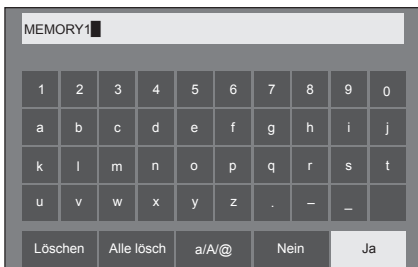 MEMORY1
1 2 3 4 5 6 7 8 9 0
a b c d e f g h i j
k l m n o p q r s t
u v w x y z . – _
Löschen Alle lösch a/A/@ Nein Ja